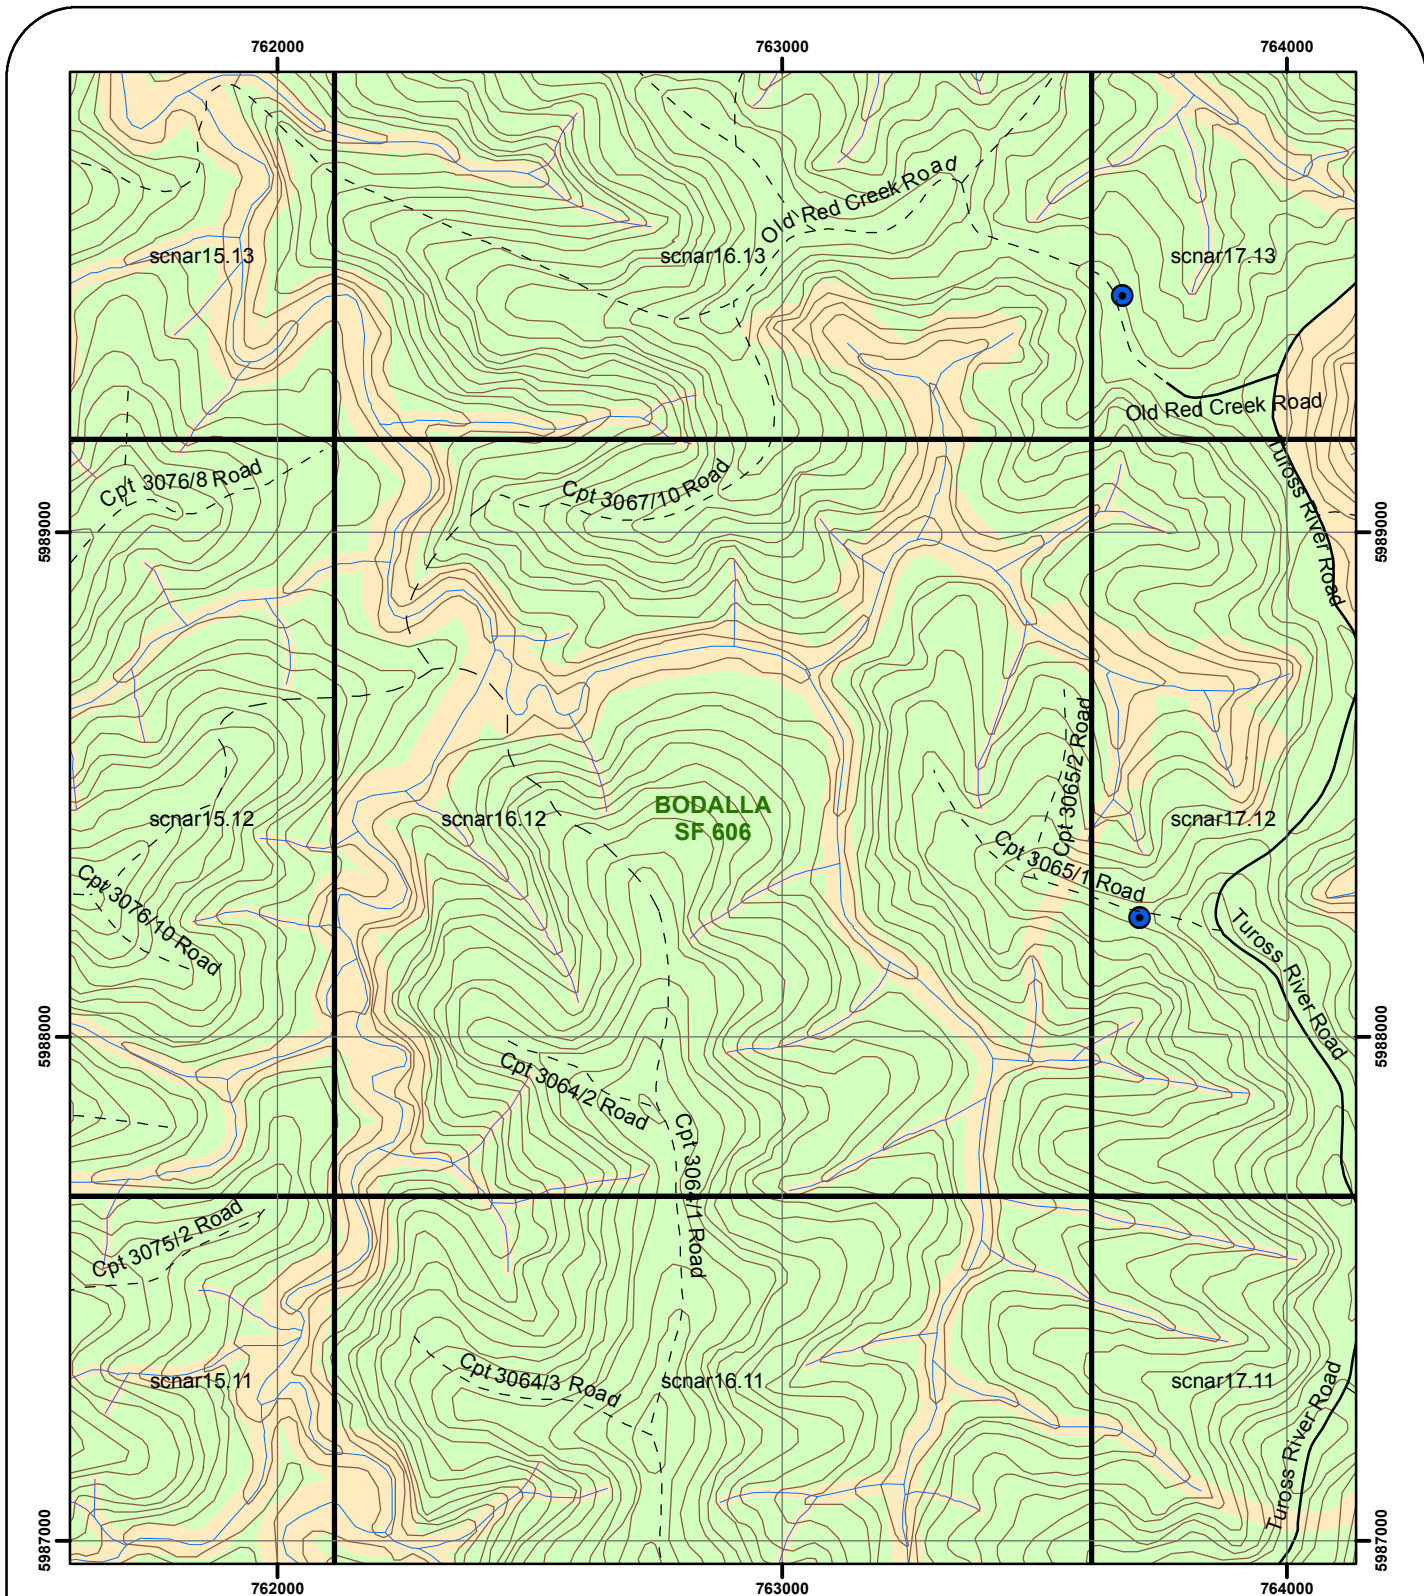 762000
763000
764000
Old Red Creek Road
scnar15.13
scnar16.13
scnar17.13
Old Red Creek Road
Cpt 3076/8 Road
Cpt 3067/10 Road
Tuross River Road
5989000
5989000
Cpt 3065/2 Road
BODALLA
SF 606
scnar15.12
scnar16.12
scnar17.12
Cpt 3065/1 Road
Cpt 3076/10 Road
Tuross River Road
5988000
5988000
Cpt 3064/2 Road
Cpt 3064/1 Road
Cpt 3075/2 Road
Cpt 3064/3 Road
scnar15.11
scnar16.11
scnar17.11
Tuross River Road
5987000
5987000
762000
763000
764000